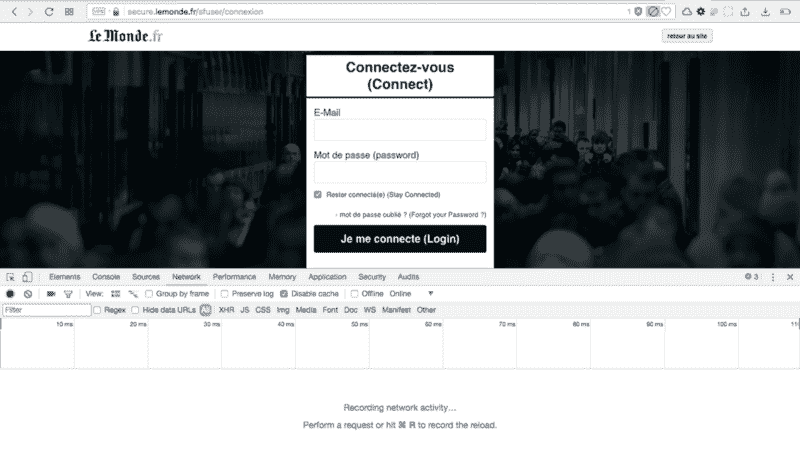 secure.lemonde.fr/sfuser/connexion
1
Le Monde.fr
retour au site
Connectez-vous
(Connect)
E-Mail
Mot de passe (password)
Rester connecté(e) (Stay Connected)
- mot de passe oublié ? (Forgot your Password ?)
Je me connecte (Login)
Elements Console Sources Network Performance Memory Application Security Audits 3
View: Group by frame Preserve log Disable cache Offline Online
Filter Regex Hide data URLs All XHR JS CSS Img Media Font Doc WS Manifest Other
10 ms 20 ms 30 ms 40 ms 50 ms 60 ms 70 ms 80 ms 90 ms 100 ms
Recording network activity...
Perform a request or hit ⌘ R to record the reload.